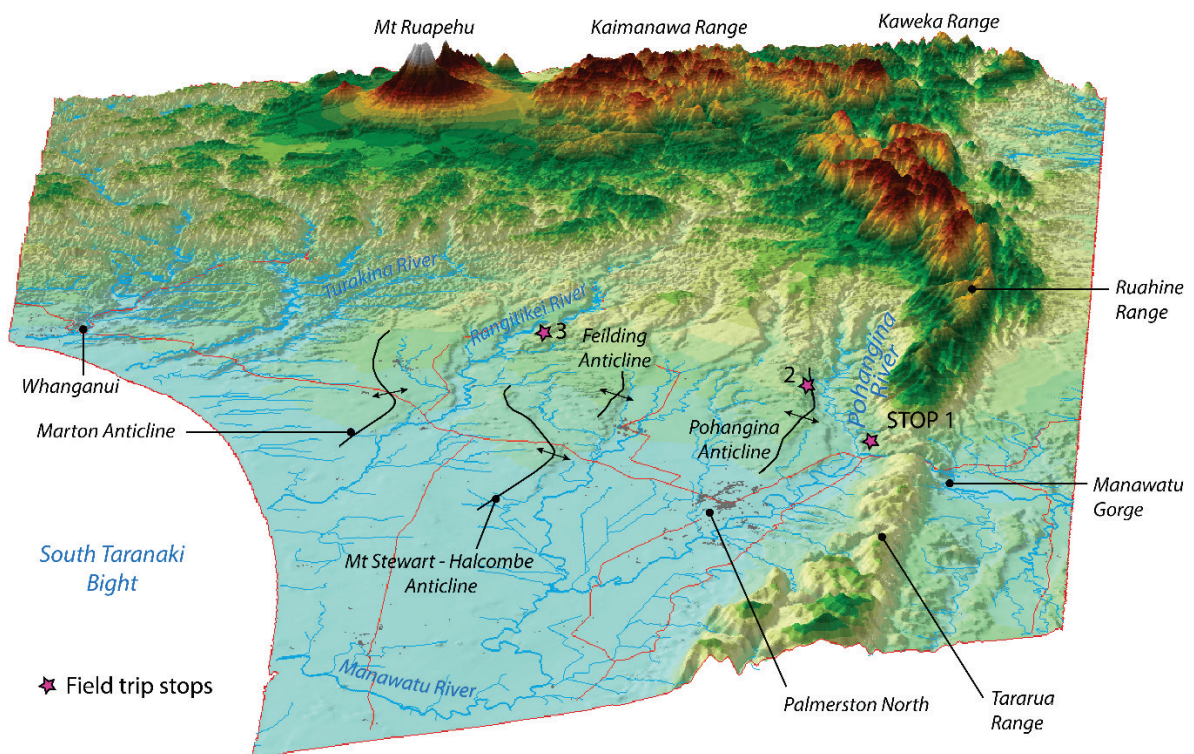 Mt Ruapehu
Kaimanawa Range
Kaweka Range
Turakina River
Rangitikei River
3
Feilding
Anticline
Ruahine
Range
Whanganui
2
Pohangina
River
STOP 1
Marton Anticline
Pohangina
Anticline
Manawatu
Gorge
South Taranaki
Bight
Mt Stewart - Halcombe
Anticline
Manawatu River
Field trip stops
Palmerston North
Tararua
Range